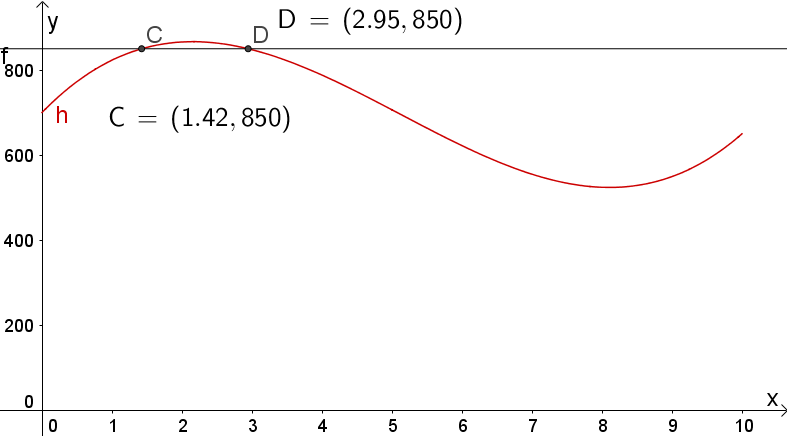 y
D = (2.95, 850)
C
D
f
800
h
C = (1.42, 850)
600
400
200
0
x
0 1 2 3 4 5 6 7 8 9 10